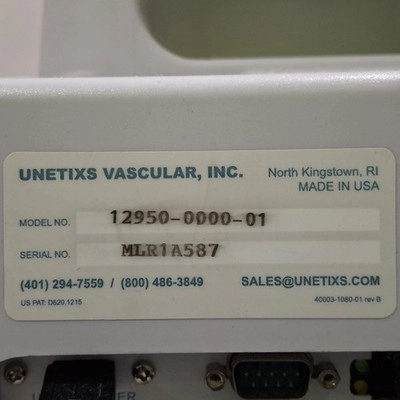 UNETIXS VASCULAR, INC. North Kingstown, RI
MADE IN USA
MODEL NO. 12950-0000-01
SERIAL NO. MLR1A587
(401) 294-7559 / (800) 486-3849 SALES@UNETIXS.COM
US PAT: D620.1215 40003-1080-01 rev B